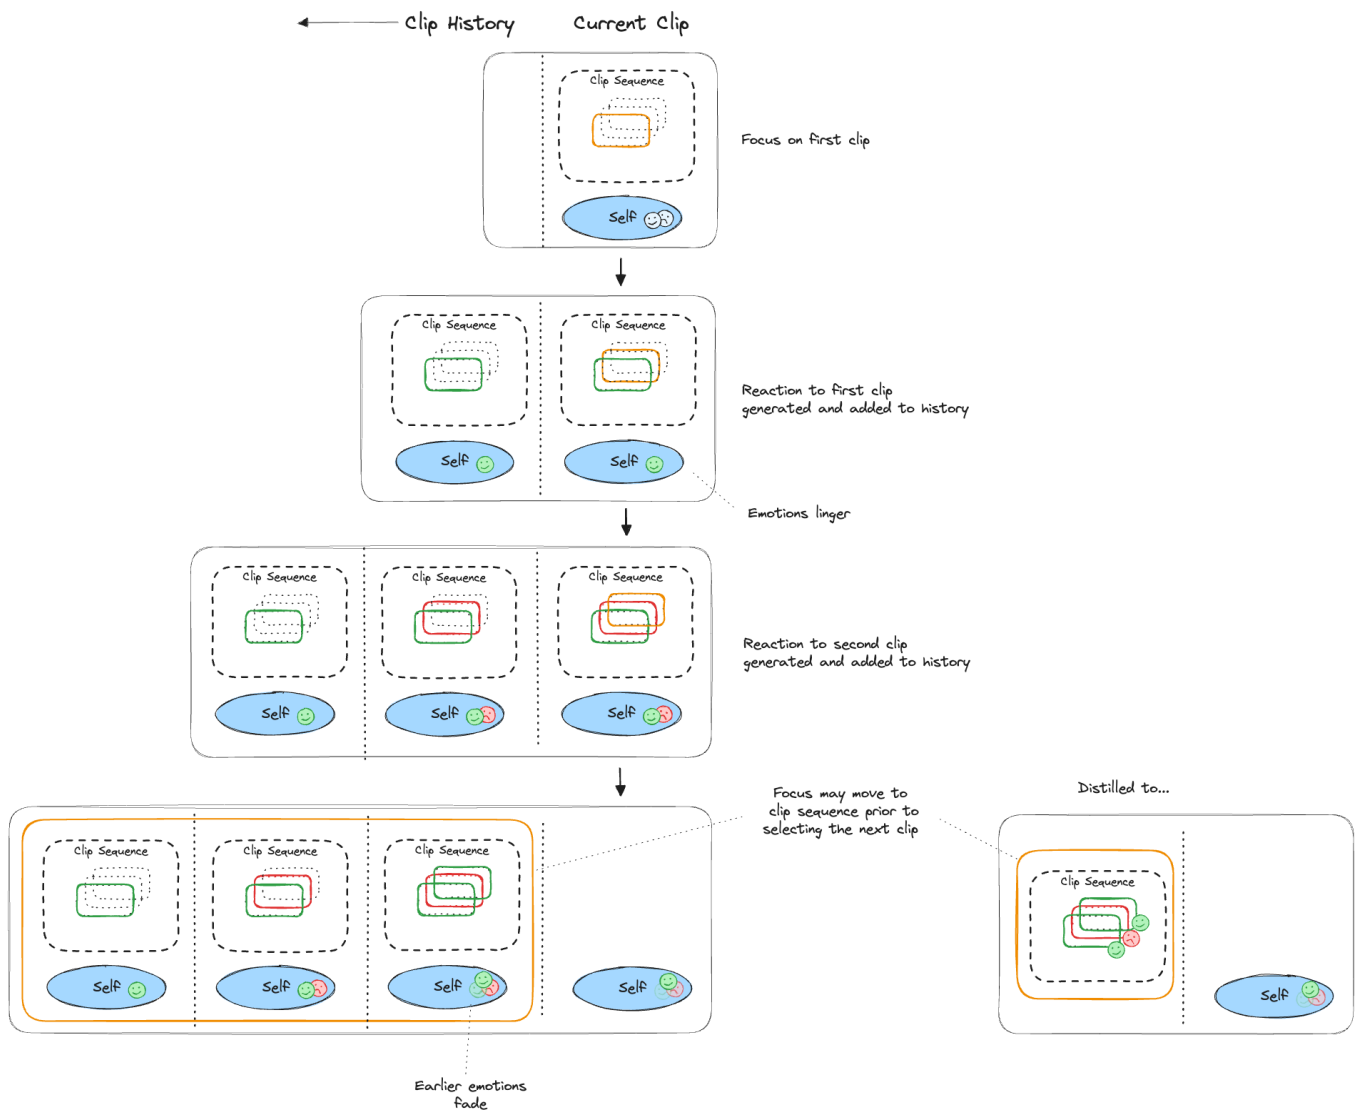 Clip History
Current Clip
Clip Sequence
Focus on first clip
Self
Clip Sequence
Clip Sequence
Reaction to first clip
generated and added to history
Self
Self
Emotions linger
Clip Sequence
Clip Sequence
Clip Sequence
Reaction to second clip
generated and added to history
Self
Self
Self
Focus may move to
clip sequence prior to
selecting the next clip
Distilled to...
Clip Sequence
Clip Sequence
Clip Sequence
Clip Sequence
Self
Self
Self
Self
Self
Earlier emotions
fade